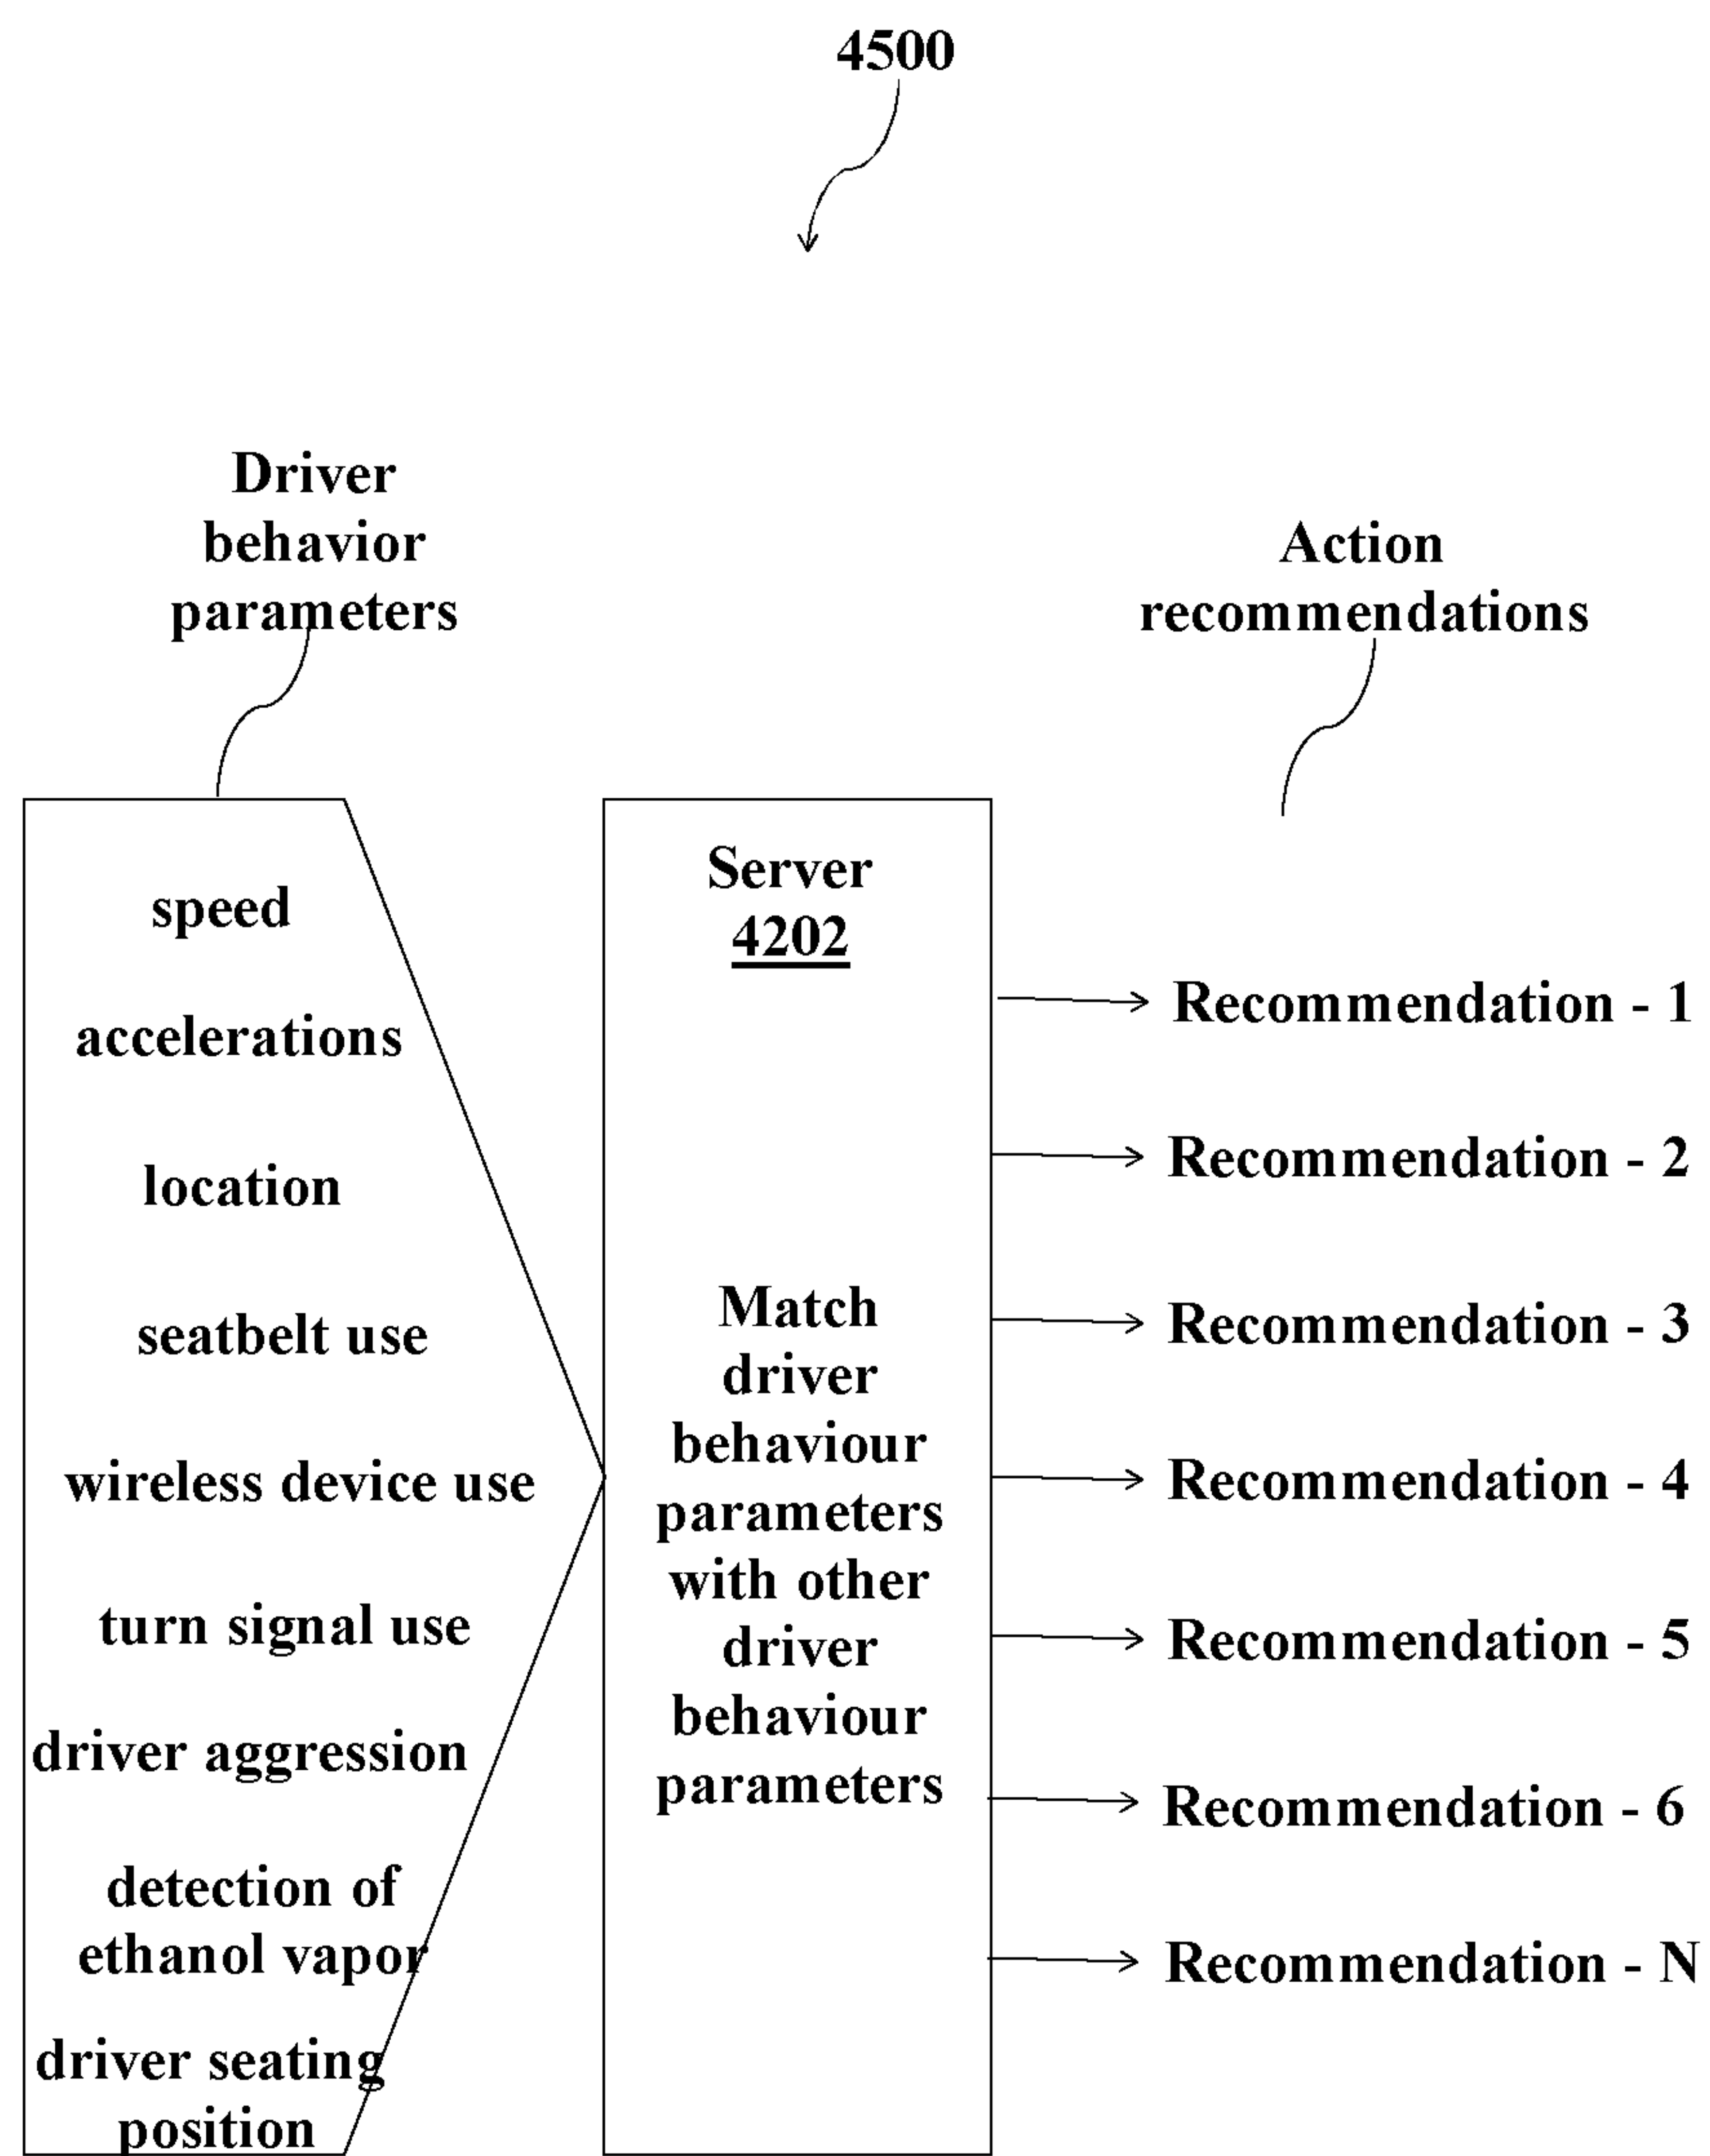 4500
Driver
behavior
parameters
Action
recommendations
speed
accelerations
location
seatbelt use
wireless device use
turn signal use
driver aggression
detection of
ethanol vapor
driver seating
position
Server
4202
Match
driver
behaviour
parameters
with other
driver
behaviour
parameters
Recommendation - 1
Recommendation - 2
Recommendation - 3
Recommendation - 4
Recommendation - 5
Recommendation - 6
Recommendation - N